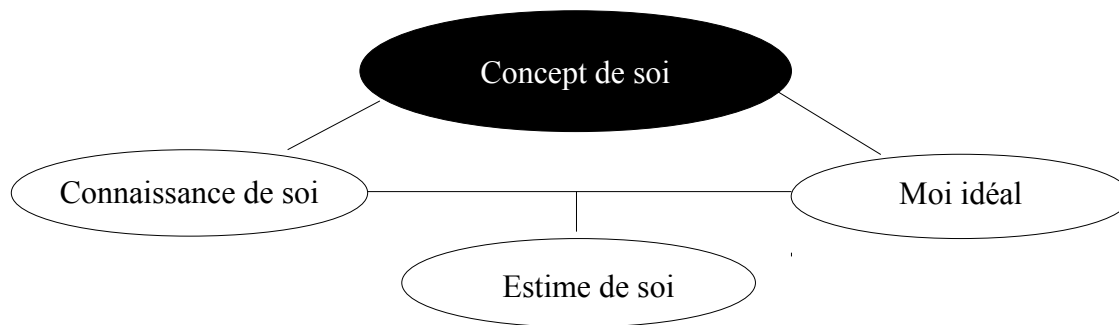 Concept de soi
Connaissance de soi
Moi idéal
Estime de soi